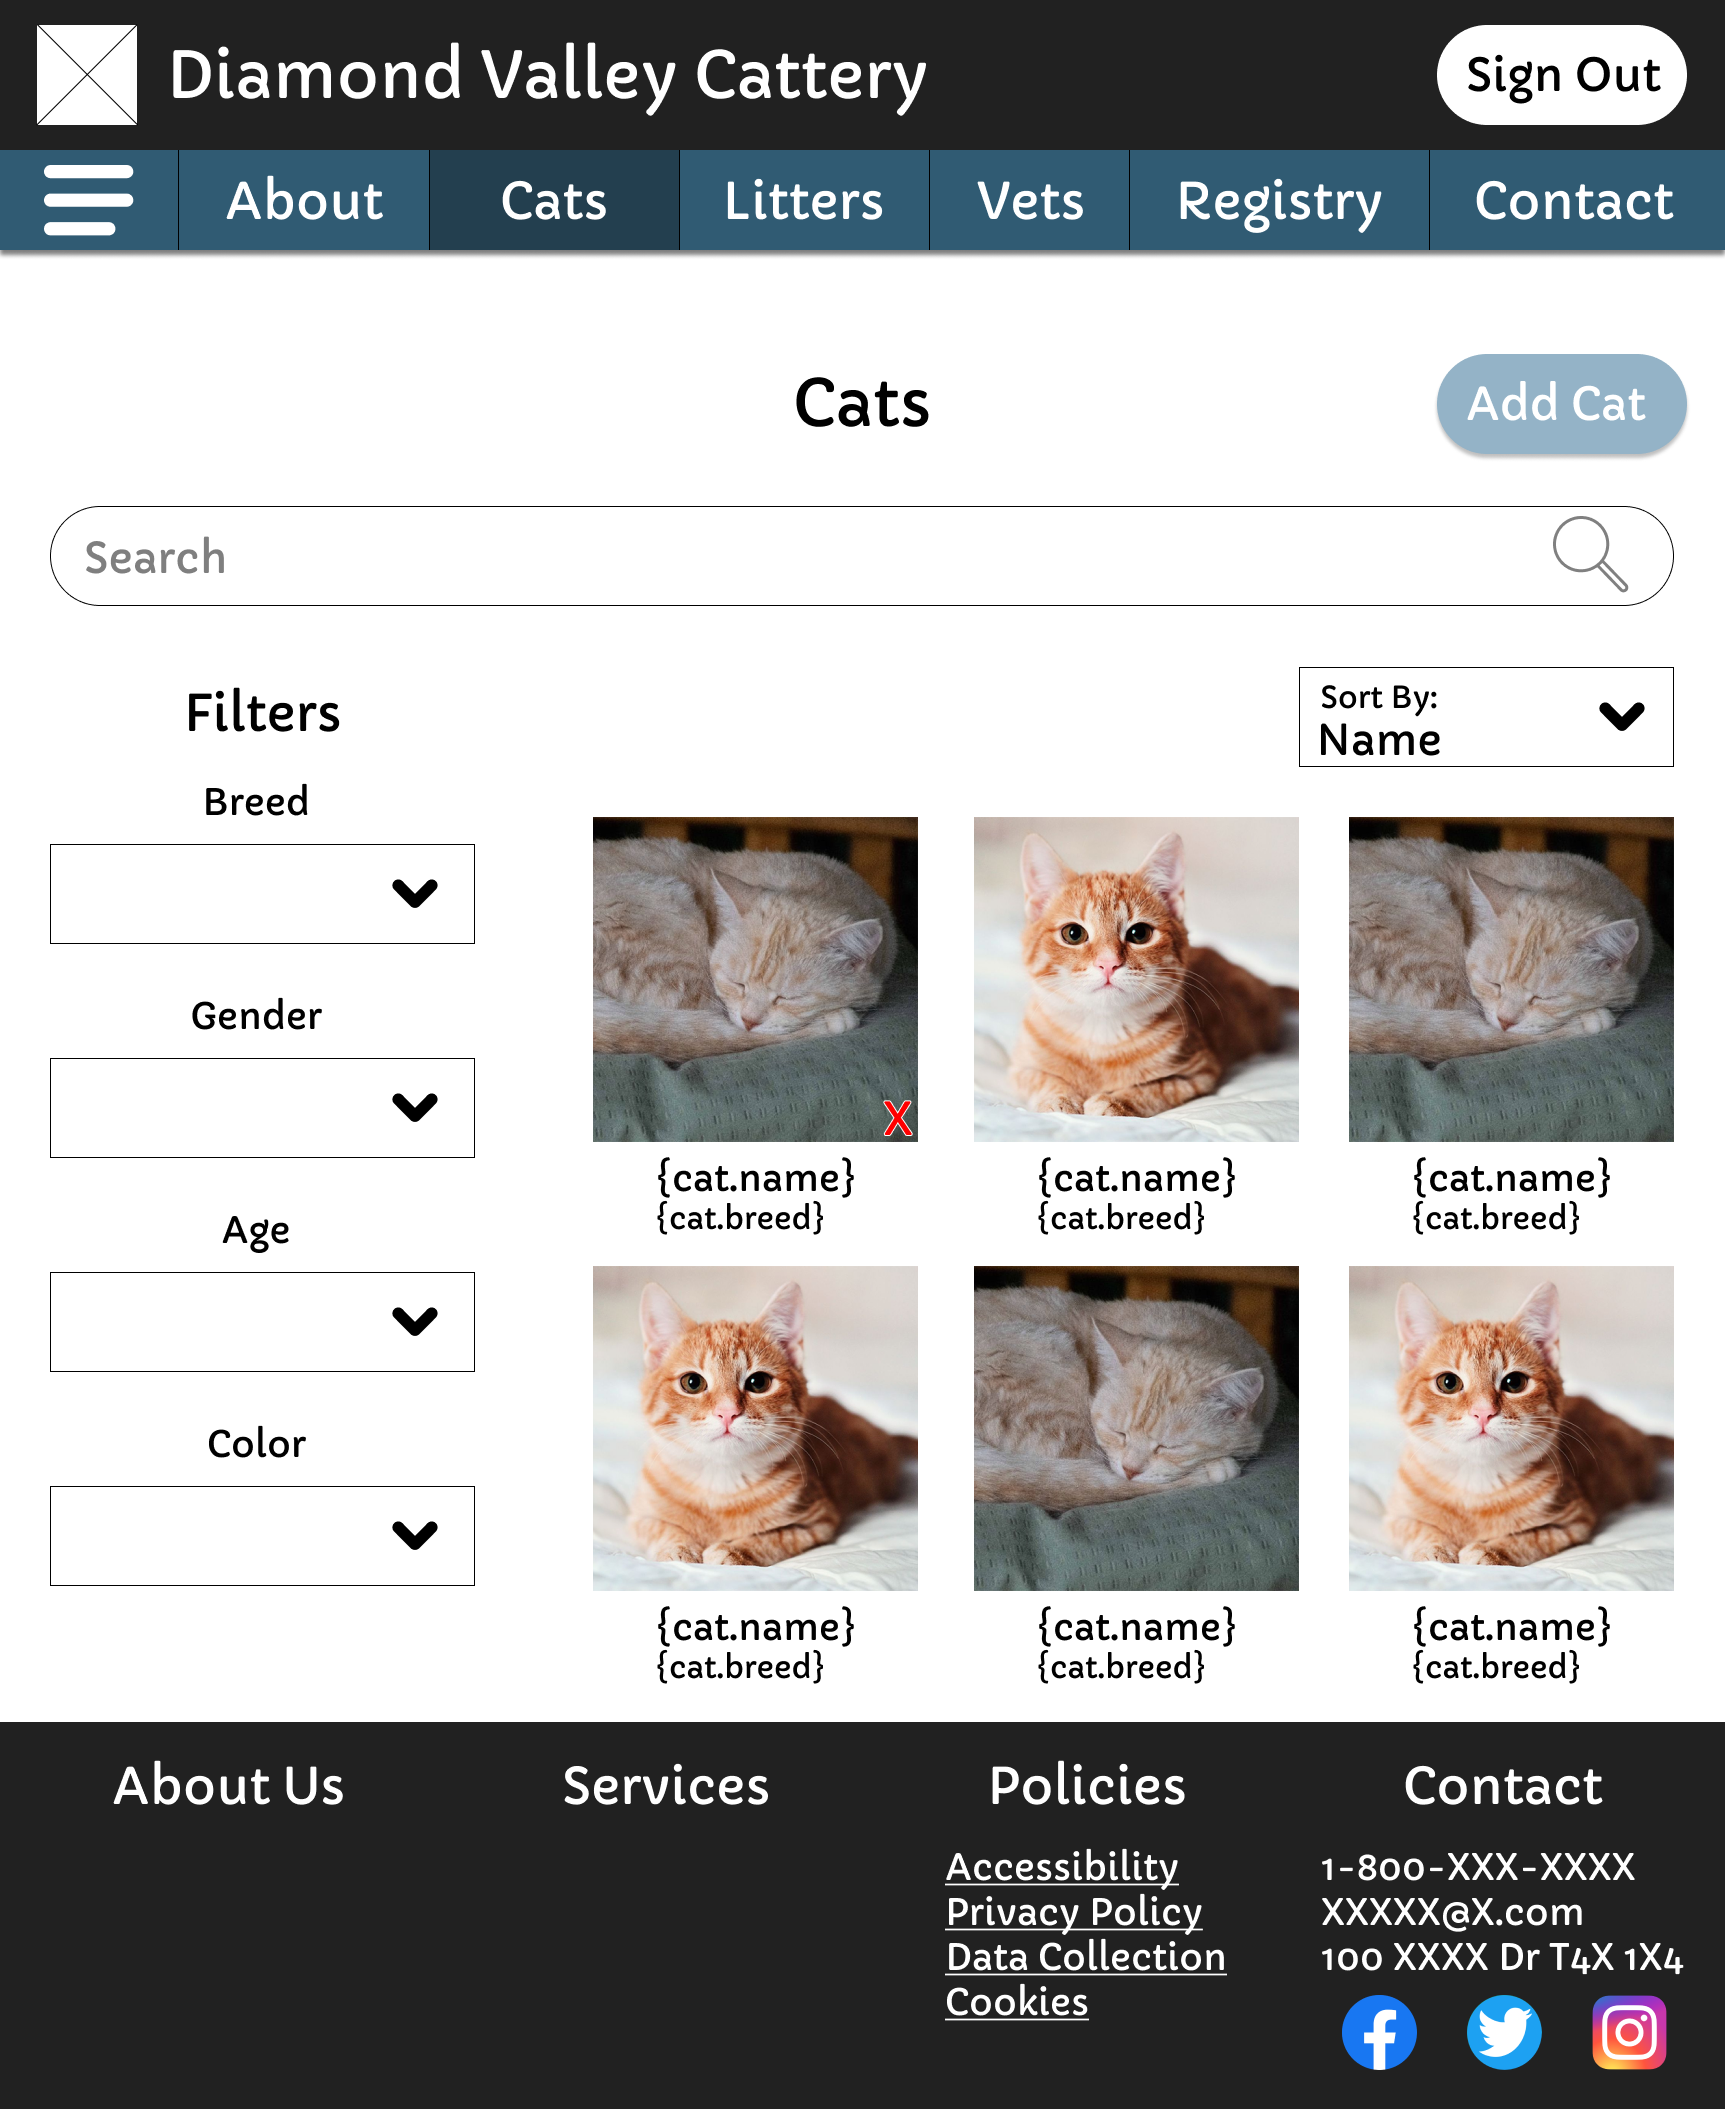 Diamond Valley Cattery
Sign Out
About
Cats
Litters
Vets
Registry
Contact
Cats
Add Cat
Search
Filters
Sort By:
Name
Breed
Gender
Age
Color
X
{cat.name}
{cat.breed}
{cat.name}
{cat.breed}
{cat.name}
{cat.breed}
{cat.name}
{cat.breed}
{cat.name}
{cat.breed}
{cat.name}
{cat.breed}
About Us
Services
Policies
Accessibility
Privacy Policy
Data Collection
Cookies
Contact
1-800-XXX-XXXX
XXXXX@X.com
100 XXXX Dr T4X 1X4